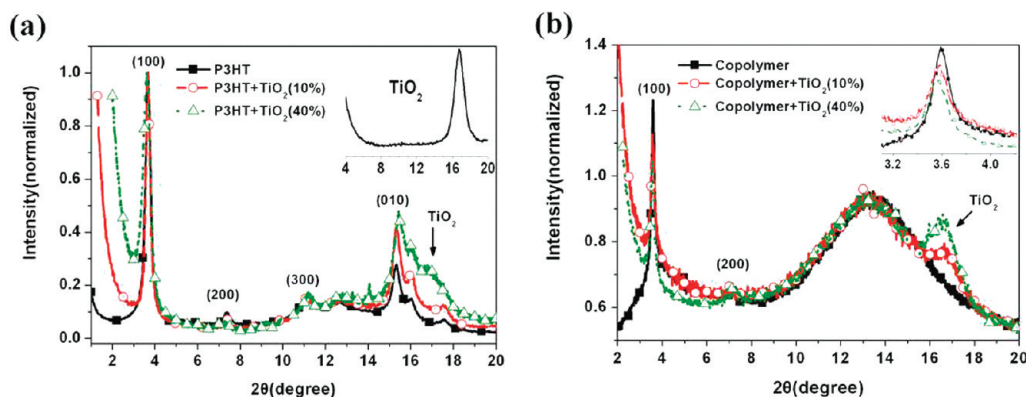 (a)
Intensity(normalized)
1.0
0.8
0.6
0.4
0.2
0.0
2 4 6 8 10 12 14 16 18 20
2θ(degree)
(100)
P3HT
P3HT+TiO₂(10%)
P3HT+TiO₂(40%)
TiO₂
4 8 12 16 20
(200)
(300)
(010)
TiO₂
(b)
Intensity(normalized)
1.4
1.2
1.0
0.8
0.6
2 4 6 8 10 12 14 16 18 20
2θ(degree)
(100)
Copolymer
Copolymer+TiO₂(10%)
Copolymer+TiO₂(40%)
3.2 3.6 4.0
(200)
TiO₂